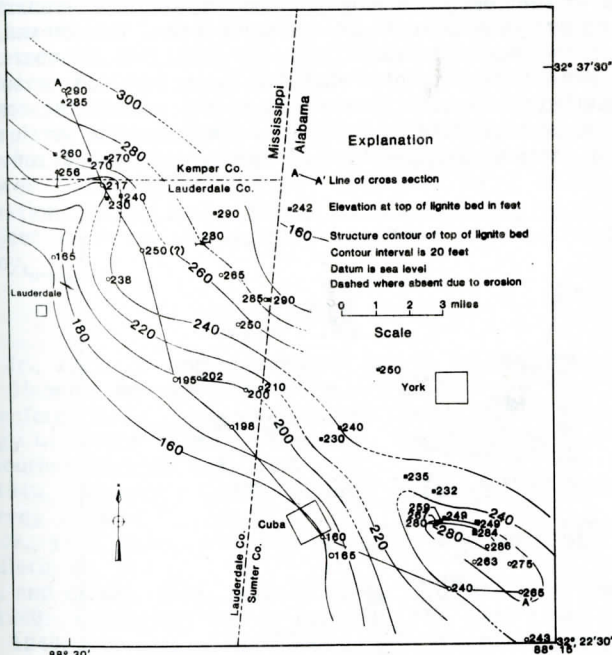 32° 37'30"
A
290
285
300
Mississippi
Alabama
Explanation
280
260
270
270
256
Kemper Co.
Lauderdale Co.
A A' Line of cross section
217
240
230
290
242 Elevation at top of lignite bed in feet
160 Structure contour of top of lignite bed
Contour interval is 20 feet
Datum is sea level
Dashed where absent due to erosion
280
250 (?)
165
260
265
238
Lauderdale
285
290
0 1 2 3 miles
Scale
180
220
240
250
250
York
195
202
200
210
160
198
200
240
230
235
232
220
259
267
280
249
249
240
284
280
286
Cuba
160
165
263
275
240
265
A'
Lauderdale Co.
Sumter Co.
243
32° 22'30"
88° 30'
88° 15'